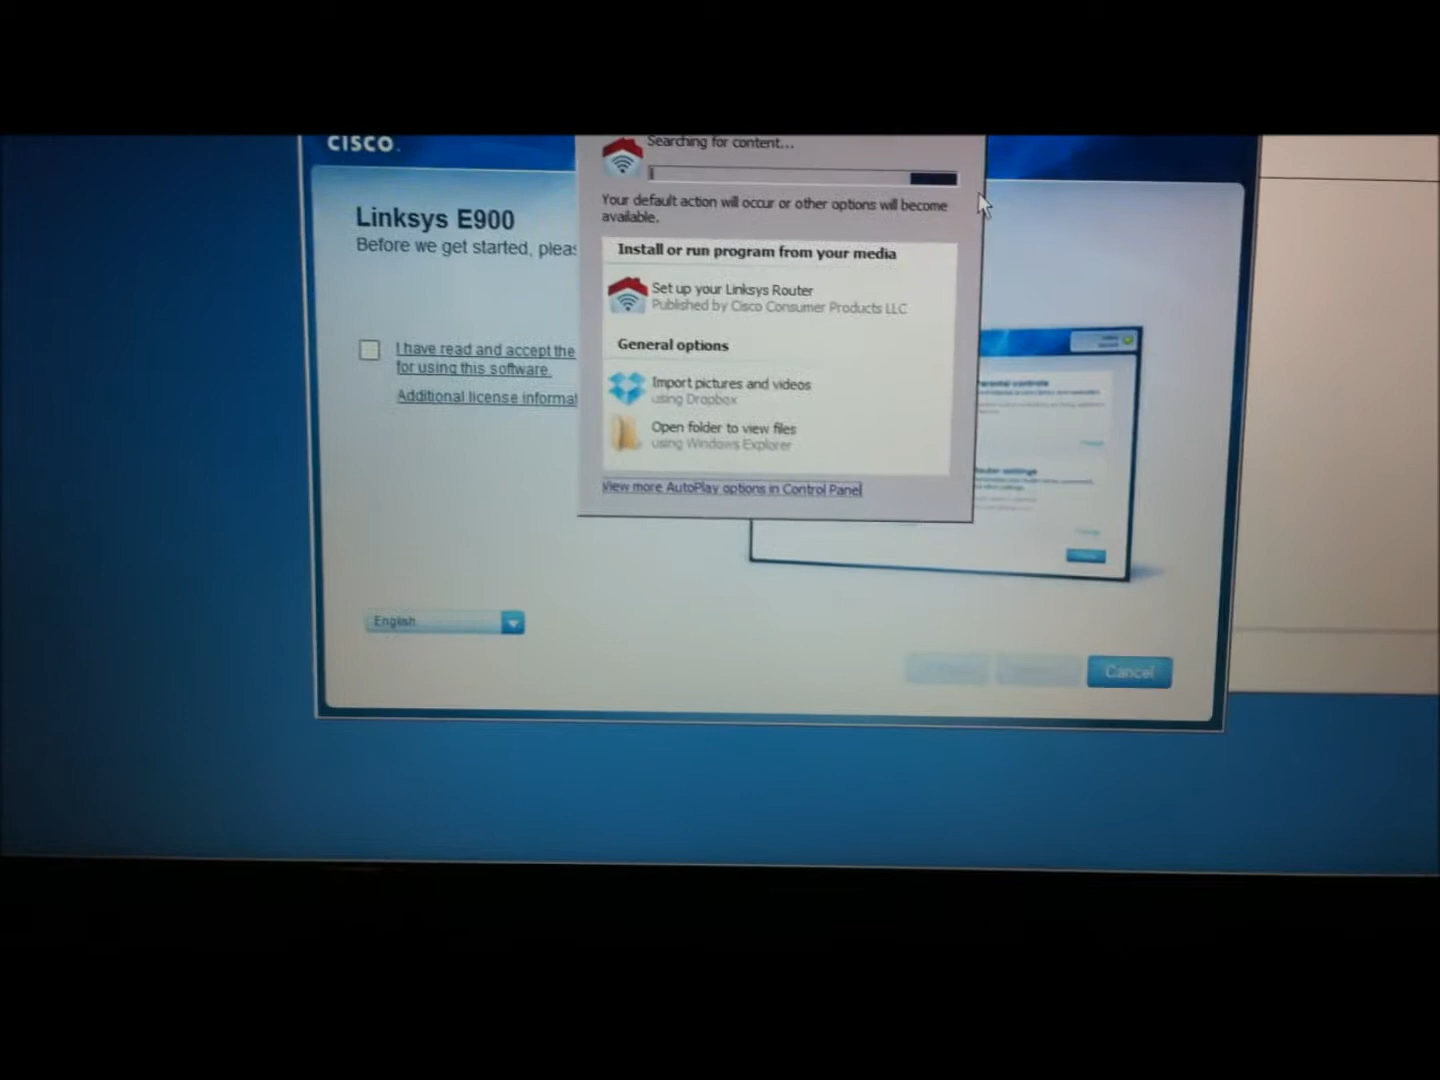 CISCO.
Searching for content...
Your default action will occur or other options will become
available.
Install or run program from your media
Set up your Linksys Router
Published by Cisco Consumer Products LLC
General options
Import pictures and videos
using Dropbox
Open folder to view files
using Windows Explorer
View more AutoPlay options in Control Panel
Linksys E900
Before we get started, pleas
I have read and accept the
for using this software.
Additional license informat
Parental controls
Router settings
English
Cancel